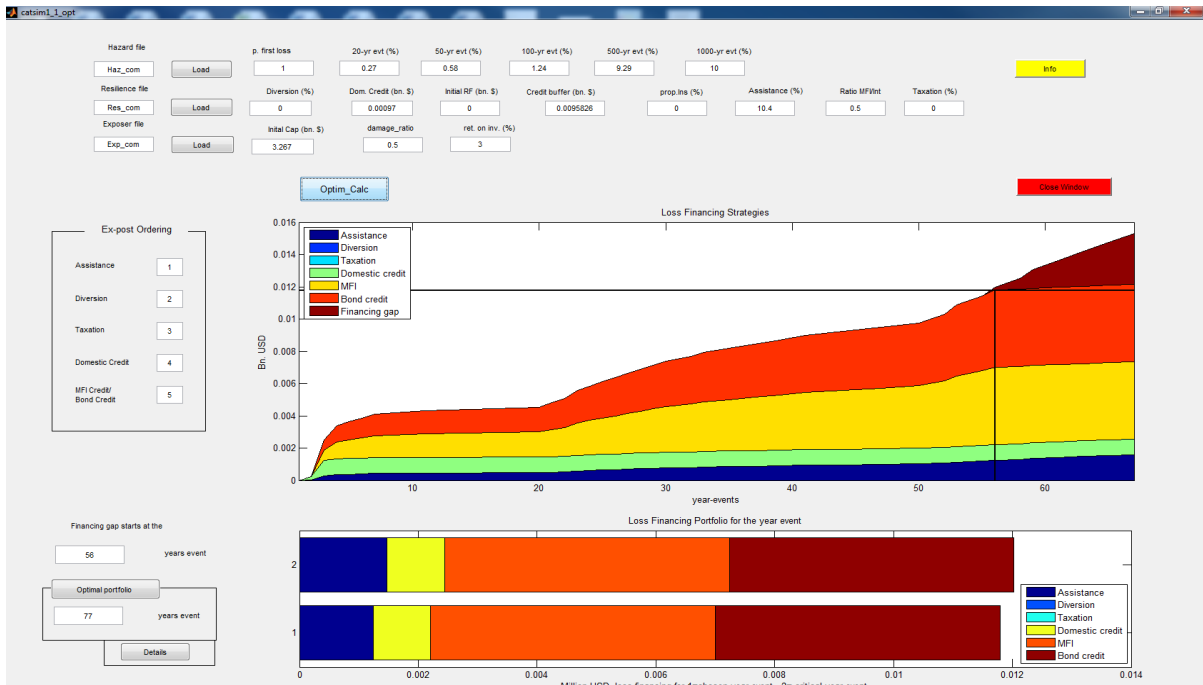 catsim1_1_opt
Hazard file
p. first loss 20-yr evt (%) 50-yr evt (%) 100-yr evt (%) 500-yr evt (%) 1000-yr evt (%)
Haz_com Load 1 0.27 0.58 1.24 9.29 10 Info
Resilience file
Diversion (%) Dom. Credit (bn. $) Initial RF (bn. $) Credit buffer (bn. $) prop.Ins (%) Assistance (%) Ratio MFI/Int Taxation (%)
Res_com Load 0 0.00097 0 0.0095826 0 10.4 0.5 0
Exposer file
Inital Cap (bn. $) damage_ratio ret. on inv. (%)
Exp_com Load 3.267 0.5 3
Optim_Calc Close Window
Ex-post Ordering
Assistance 1
Diversion 2
Taxation 3
Domestic Credit 4
MFI Credit/
Bond Credit 5
Loss Financing Strategies
0.016
0.014
0.012
0.01
0.008
0.006
0.004
0.002
0
Bn. USD
Assistance
Diversion
Taxation
Domestic credit
MFI
Bond credit
Financing gap
10 20 30 40 50 60
year-events
Financing gap starts at the
56 years event
Optimal portfolio
77 years event
Details
Loss Financing Portfolio for the year event
2
1
Assistance
Diversion
Taxation
Domestic credit
MFI
Bond credit
0 0.002 0.004 0.006 0.008 0.01 0.012 0.014